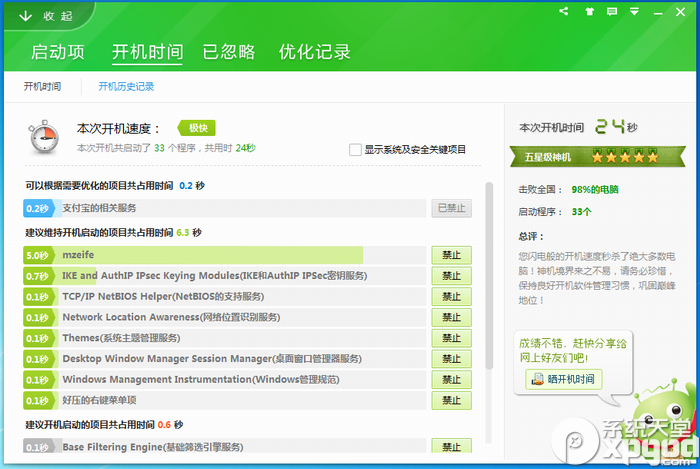 收 起
启动项
开机时间
已忽略
优化记录
开机时间
开机历史记录
本次开机速度：
极快
本次开机共启动了 33 个程序，共用时 24秒
显示系统及安全关键项目
可以根据需要优化的项目共占用时间 0.2 秒
0.2秒 支付宝的相关服务 已禁止
建议维持开机启动的项目共占用时间 6.3 秒
5.0秒 mzeife 禁止
0.7秒 IKE and AuthIP IPsec Keying Modules(IKE和AuthIP IPSec密钥服务) 禁止
0.1秒 TCP/IP NetBIOS Helper(NetBIOS的支持服务) 禁止
0.1秒 Network Location Awareness(网络位置识别服务) 禁止
0.1秒 Themes(系统主题管理服务) 禁止
0.1秒 Desktop Window Manager Session Manager(桌面窗口管理器服务) 禁止
0.1秒 Windows Management Instrumentation(Windows管理规范) 禁止
0.1秒 好压的右键菜单项 禁止
建议开机启动的项目共占用时间 0.6 秒
0.1秒 Base Filtering Engine(基础筛选引擎服务) 禁止
本次开机时间 24秒
五星级神机
击败全国： 98%的电脑
启动程序： 33个
总评：
您闪电般的开机速度秒杀了绝大多数电
脑！神机境界来之不易，请务必珍惜，
保持良好开机软件管理习惯，巩固巅峰
地位！
成绩不错，赶快分享给
网上好友们吧！
晒开机时间
系统天堂
xpgod
.com